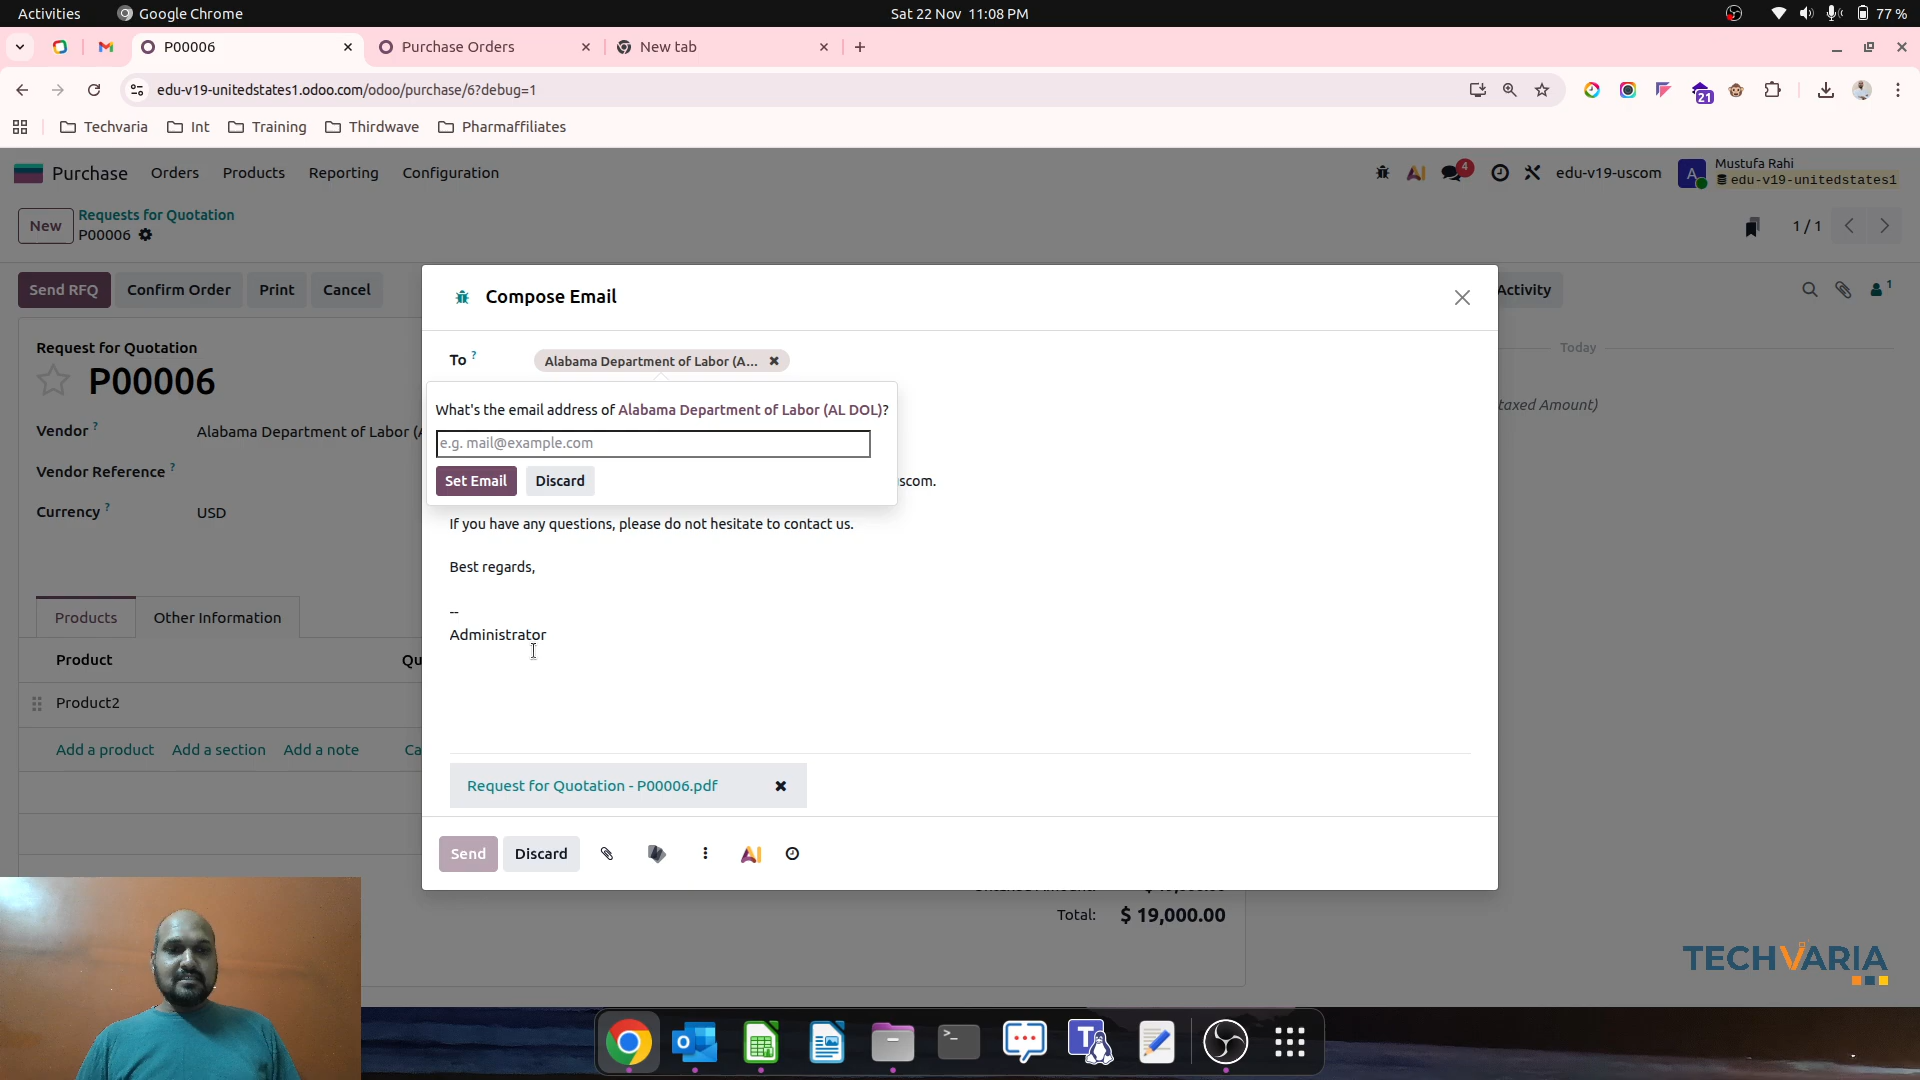 Activities
Google Chrome
Sat 22 Nov 11:08 PM
77 %
P00006
Purchase Orders
New tab
edu-v19-unitedstates1.odoo.com/odoo/purchase/6?debug=1
21
Techvaria
Int
Training
Thirdwave
Pharmaffiliates
Purchase
Orders
Products
Reporting
Configuration
AI
4
edu-v19-uscom
A
Mustufa Rahi
edu-v19-unitedstates1
New
Requests for Quotation
P00006
1 / 1
Send RFQ
Confirm Order
Print
Cancel
Compose Email
Activity
1
Request for Quotation
P00006
To ?
Alabama Department of Labor (A...
Today
What's the email address of Alabama Department of Labor (AL DOL)?
taxed Amount)
Vendor ?
Alabama Department of Labor (A
e.g. mail@example.com
Vendor Reference ?
Set Email
Discard
scom.
Currency ?
USD
If you have any questions, please do not hesitate to contact us.
Best regards,
--
Administrator
Products
Other Information
Product
Qu
Product2
Add a product
Add a section
Add a note
Ca
Request for Quotation - P00006.pdf
Send
Discard
AI
Total:
$ 19,000.00
TECHVARIA